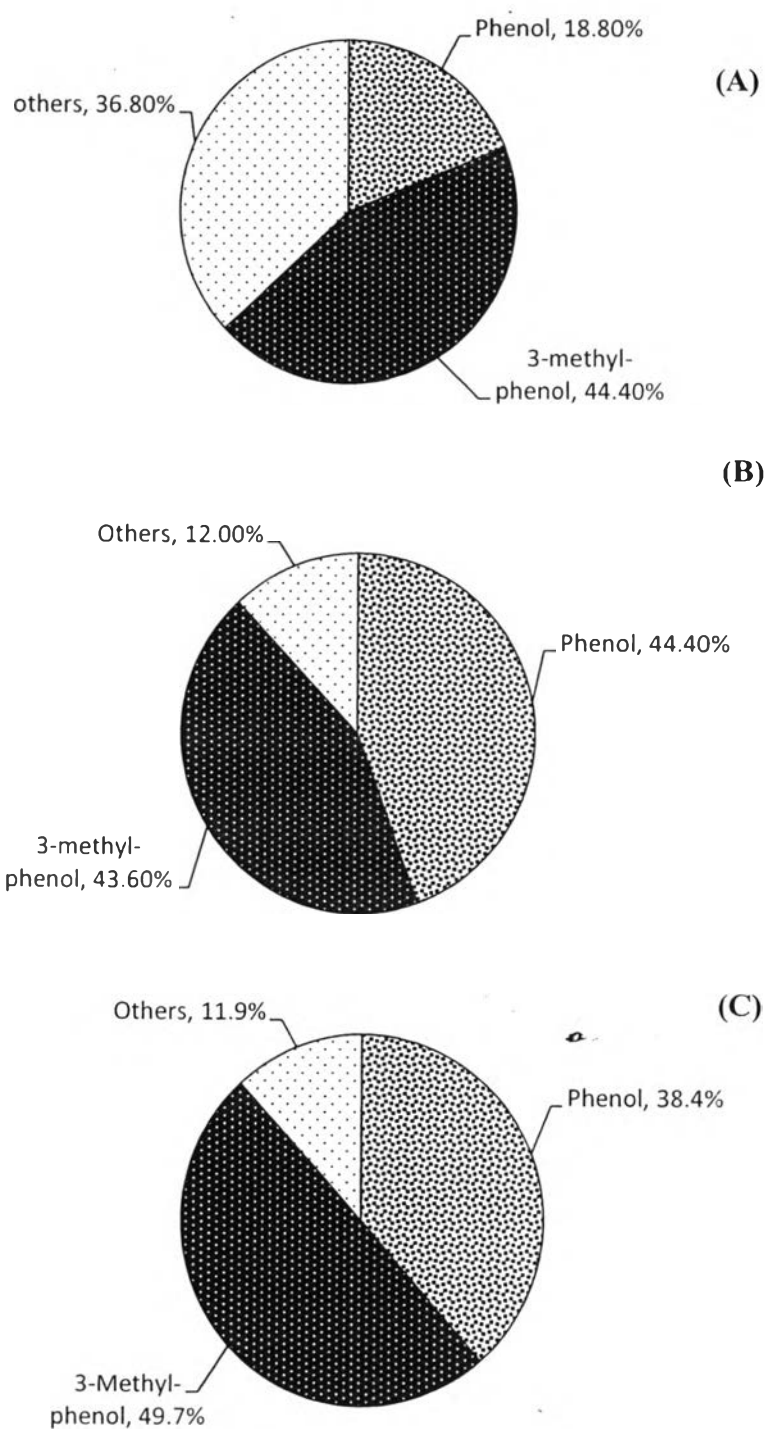 Phenol, 18.80%
(A)
others, 36.80%
3-methyl-
phenol, 44.40%
(B)
Others, 12.00%
Phenol, 44.40%
3-methyl-
phenol, 43.60%
(C)
Others, 11.9%
Phenol, 38.4%
3-Methyl-
phenol, 49.7%